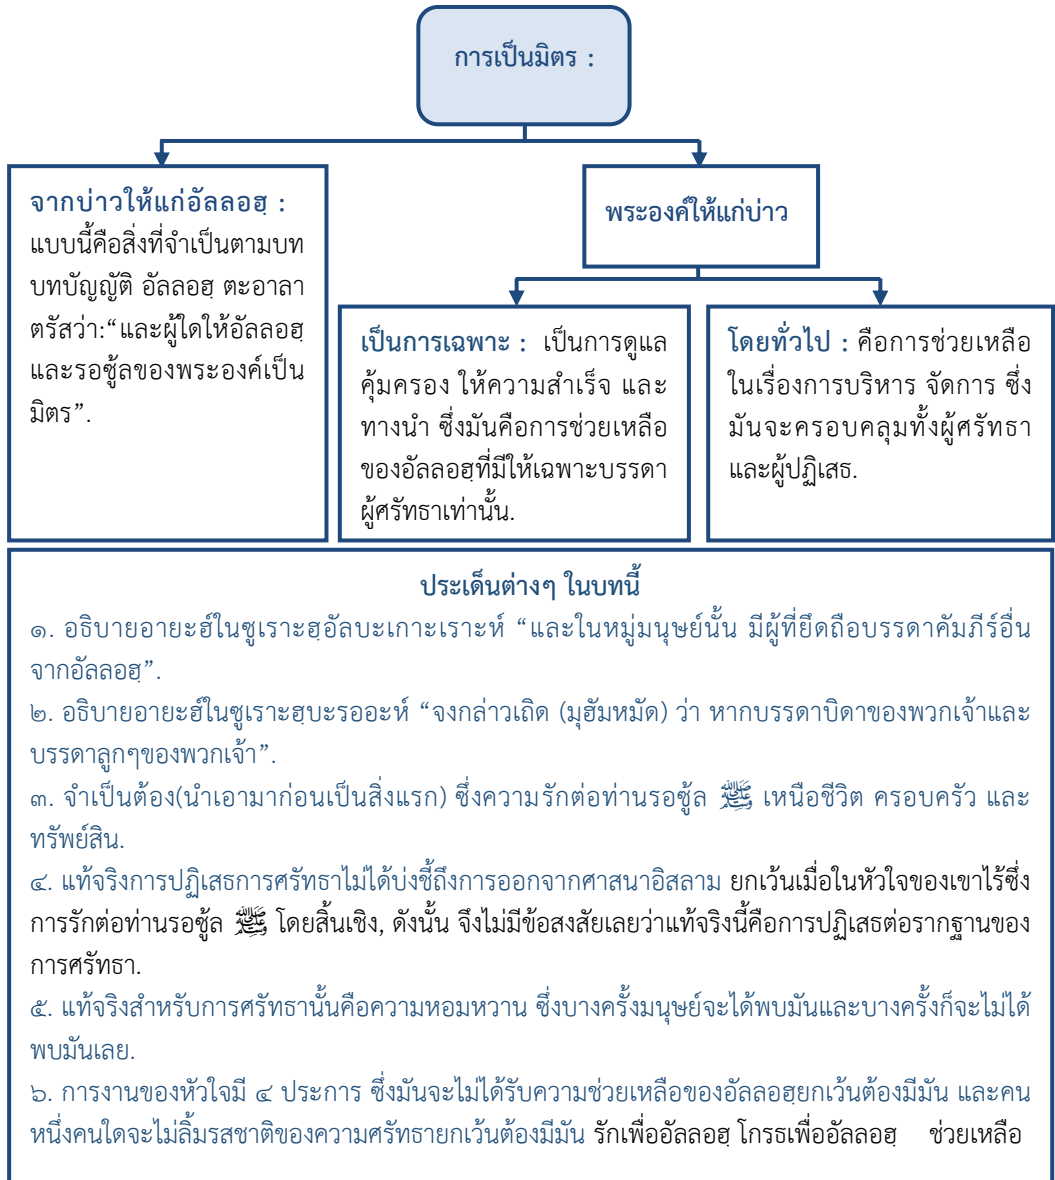 การเป็นมิตร :
จากบ่าวให้แก่อัลลอฮฺ :
แบบนี้คือสิ่งที่จำเป็นตามบท
บทบัญญัติ อัลลอฮฺ ตะอาลา
ตรัสว่า:“และผู้ใดให้อัลลอฮฺ
และรอซู้ลของพระองค์เป็น
มิตร”.
พระองค์ให้แก่บ่าว
เป็นการเฉพาะ : เป็นการดูแล
คุ้มครอง ให้ความสำเร็จ และ
ทางนำ ซึ่งมันคือการช่วยเหลือ
ของอัลลอฮฺที่มีให้เฉพาะบรรดา
ผู้ศรัทธาเท่านั้น.
โดยทั่วไป : คือการช่วยเหลือ
ในเรื่องการบริหาร จัดการ ซึ่ง
มันจะครอบคลุมทั้งผู้ศรัทธา
และผู้ปฏิเสธ.
ประเด็นต่างๆ ในบทนี้
๑. อธิบายอายะฮ์ในซูเราะฮฺอัลบะเกาะเราะห์ “และในหมู่มนุษย์นั้น มีผู้ที่ยึดถือบรรดาคัมภีร์อื่น
จากอัลลอฮฺ”.
๒. อธิบายอายะฮ์ในซูเราะฮฺบะรออะห์ “จงกล่าวเถิด (มุฮัมหมัด) ว่า หากบรรดาบิดาของพวกเจ้าและ
บรรดาลูกๆของพวกเจ้า”.
๓. จำเป็นต้อง(นำเอามาก่อนเป็นสิ่งแรก) ซึ่งความรักต่อท่านรอซู้ล ﷺ เหนือชีวิต ครอบครัว และ
ทรัพย์สิน.
๔. แท้จริงการปฏิเสธการศรัทธาไม่ได้บ่งชี้ถึงการออกจากศาสนาอิสลาม ยกเว้นเมื่อในหัวใจของเขาไร้ซึ่ง
การรักต่อท่านรอซู้ล ﷺ โดยสิ้นเชิง, ดังนั้น จึงไม่มีข้อสงสัยเลยว่าแท้จริงนี้คือการปฏิเสธต่อรากฐานของ
การศรัทธา.
๕. แท้จริงสำหรับการศรัทธานั้นคือความหอมหวาน ซึ่งบางครั้งมนุษย์จะได้พบมันและบางครั้งก็จะไม่ได้
พบมันเลย.
๖. การงานของหัวใจมี ๔ ประการ ซึ่งมันจะไม่ได้รับความช่วยเหลือของอัลลอฮฺยกเว้นต้องมีมัน และคน
หนึ่งคนใดจะไม่ลิ้มรสชาติของความศรัทธายกเว้นต้องมีมัน รักเพื่ออัลลอฮฺ โกรธเพื่ออัลลอฮฺ ช่วยเหลือ